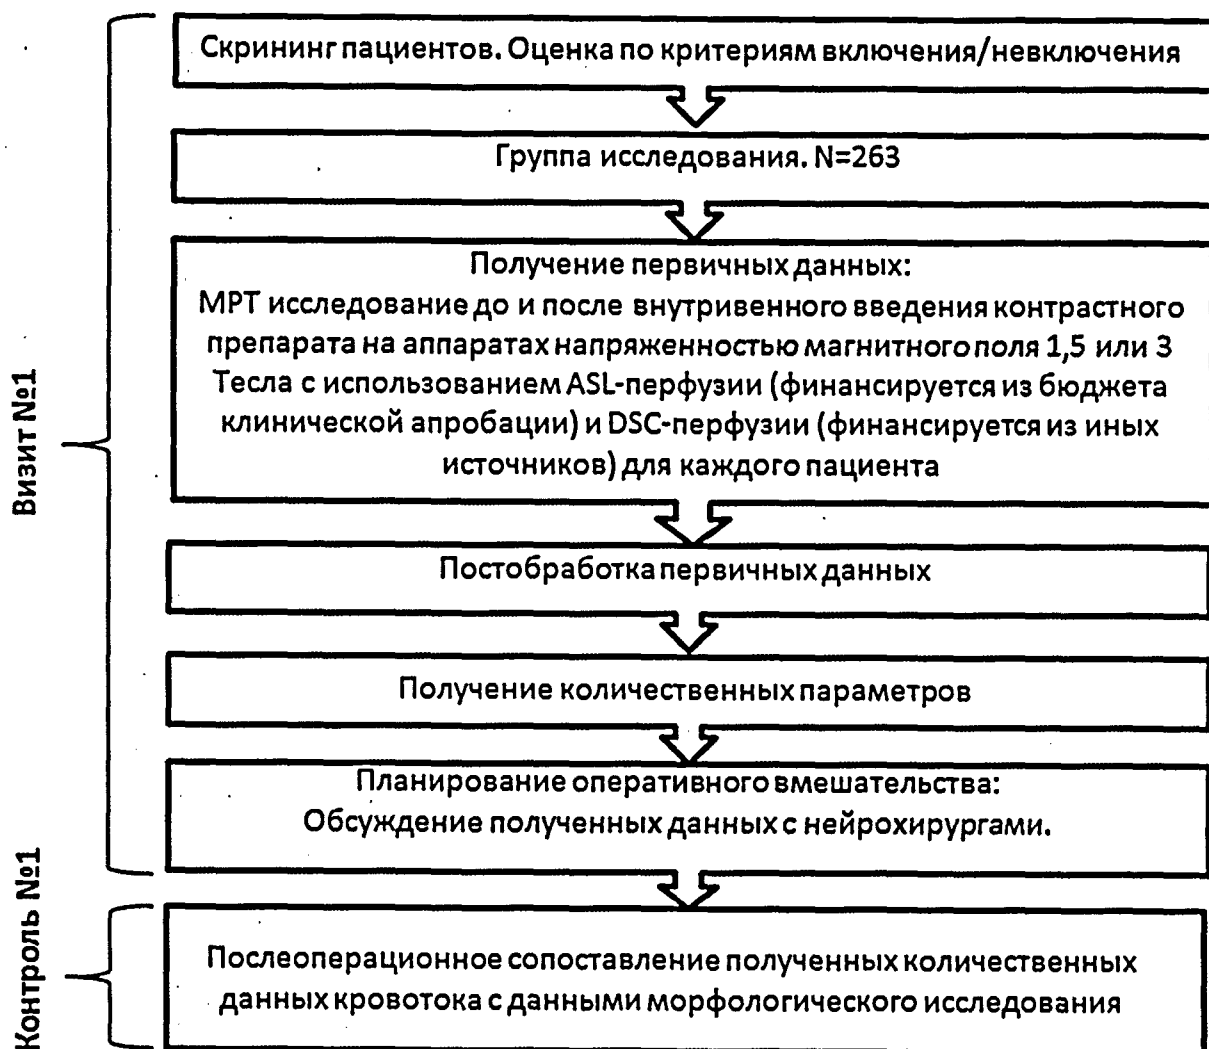 Скрининг пациентов. Оценка по критериям включения/невключения
Группа исследования. N=263
Получение первичных данных:
МРТ исследование до и после внутривенного введения контрастного
препарата на аппаратах напряженностью магнитного поля 1,5 или 3
Тесла с использованием ASL-перфузии (финансируется из бюджета
клинической апробации) и DSC-перфузии (финансируется из иных
источников) для каждого пациента
Постобработка первичных данных
Получение количественных параметров
Планирование оперативного вмешательства:
Обсуждение полученных данных с нейрохирургами.
Визит №1
Послеоперационное сопоставление полученных количественных
данных кровотока с данными морфологического исследования
Контроль №1